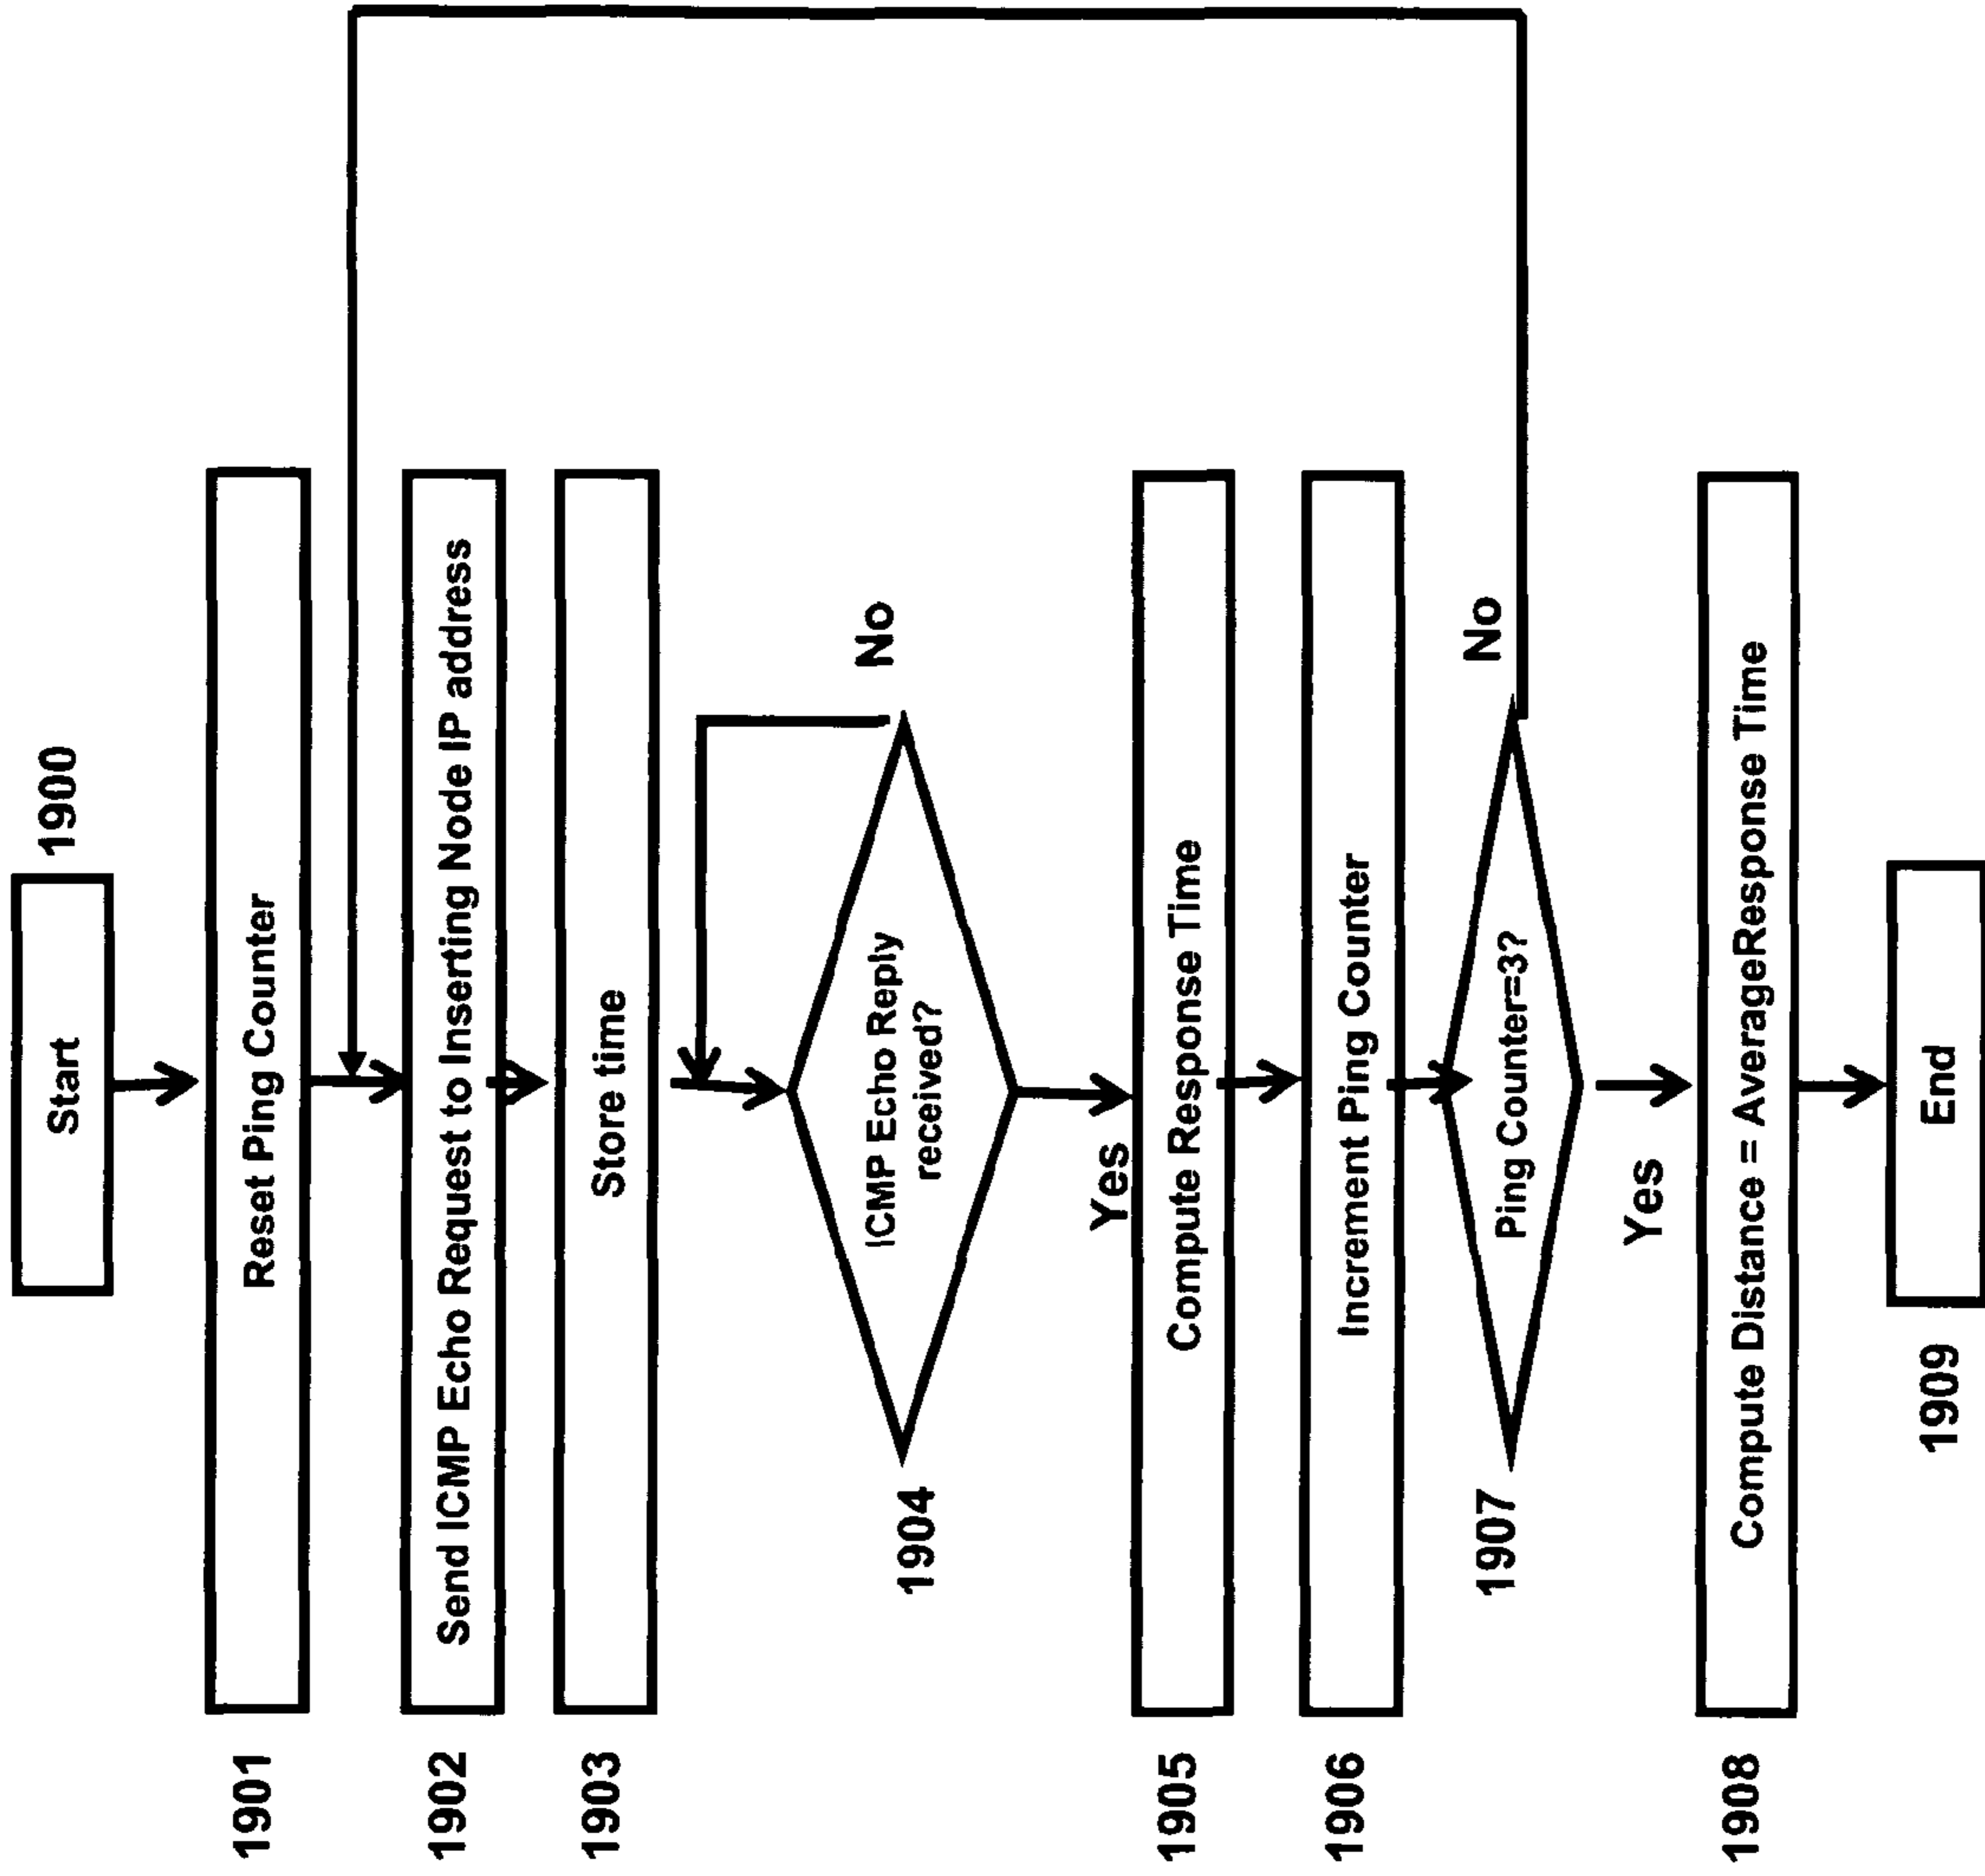 Start
1900
1901
Reset Ping Counter
1902
Send ICMP Echo Request to Inserting Node IP address
1903
Store time
1904
ICMP Echo Reply
received?
No
Yes
1905
Compute Response Time
1906
Increment Ping Counter
1907
Ping Counter=3?
No
Yes
1908
Compute Distance = AverageResponse Time
1909
End